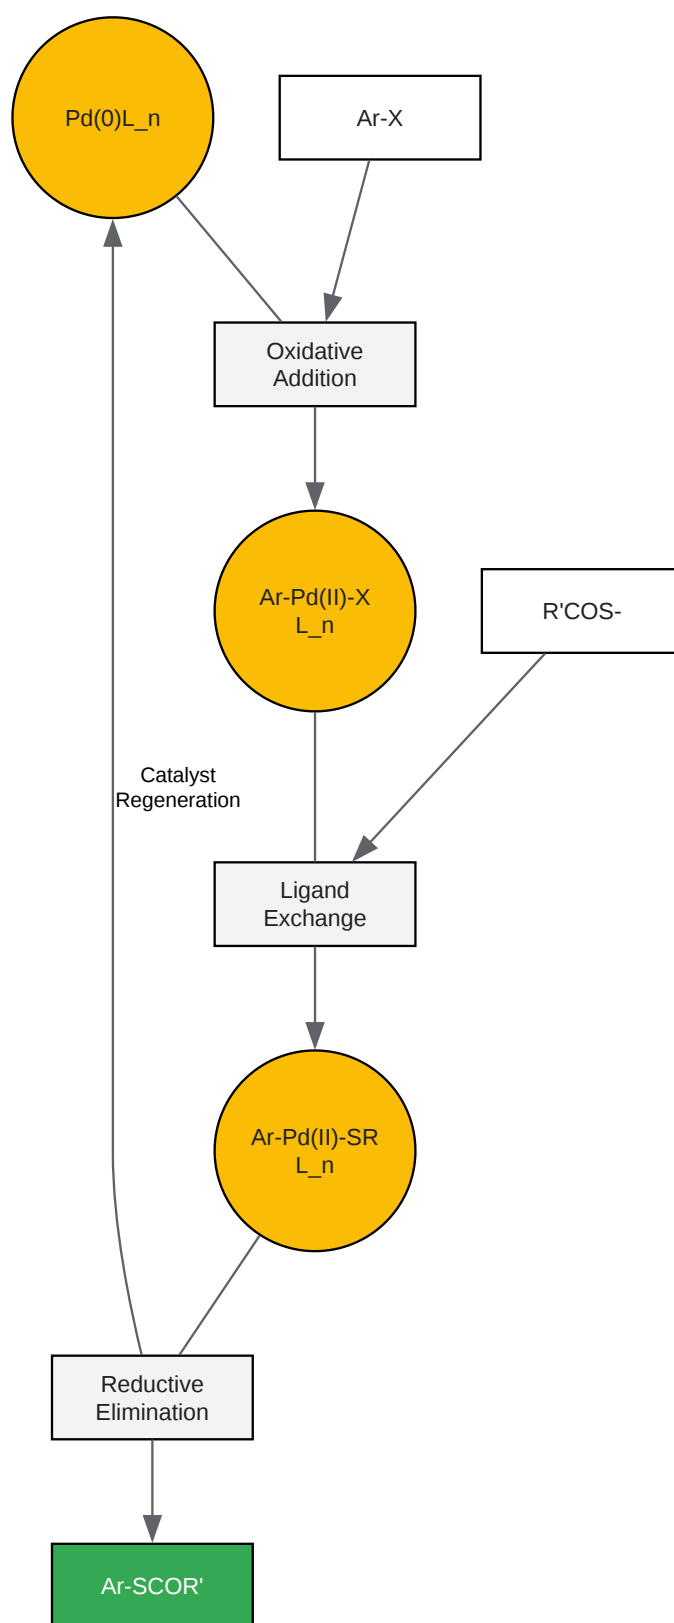 Pd(0)L_n
Ar-X
Oxidative
Addition
Ar-Pd(II)-X
L_n
R'COS-
Catalyst
Regeneration
Ligand
Exchange
Ar-Pd(II)-SR
L_n
Reductive
Elimination
Ar-SCOR'